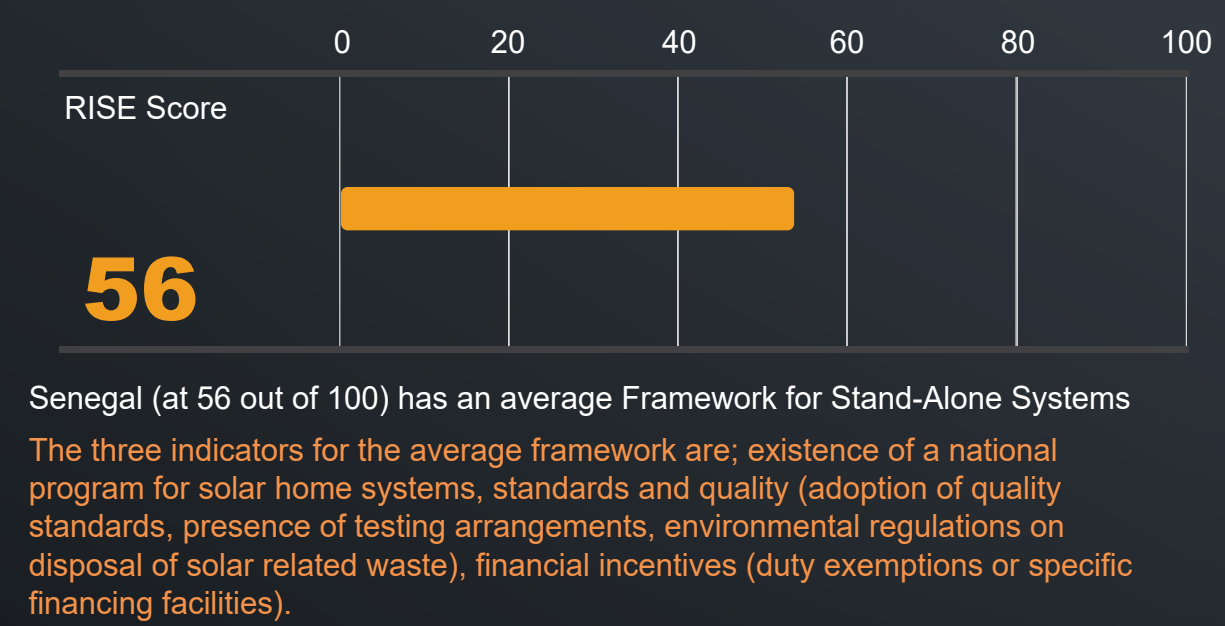 0 20 40 60 80 100
RISE Score
56
Senegal (at 56 out of 100) has an average Framework for Stand-Alone Systems
The three indicators for the average framework are; existence of a national
program for solar home systems, standards and quality (adoption of quality
standards, presence of testing arrangements, environmental regulations on
disposal of solar related waste), financial incentives (duty exemptions or specific
financing facilities).